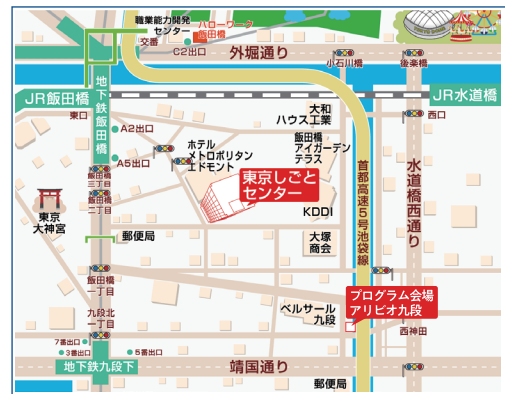 職業能力開発
センター
ハローワーク
飯田橋
交番
C2出口
外堀通り
小石川橋
後楽橋
地下鉄飯田橋
JR飯田橋
JR水道橋
東口
西口
A2出口
A5出口
大和
ハウス工業
飯田橋
アイガーデン
テラス
ホテル
メトロポリタン
エドモント
東京しごと
センター
KDDI
大塚
商会
首都高速5号池袋線
水道橋西通り
飯田橋
三丁目
飯田橋
二丁目
東京
大神宮
郵便局
飯田橋
一丁目
九段北
一丁目
ベルサール
九段
プログラム会場
アリビオ九段
西神田
7番出口
3番出口
5番出口
地下鉄九段下
靖国通り
郵便局